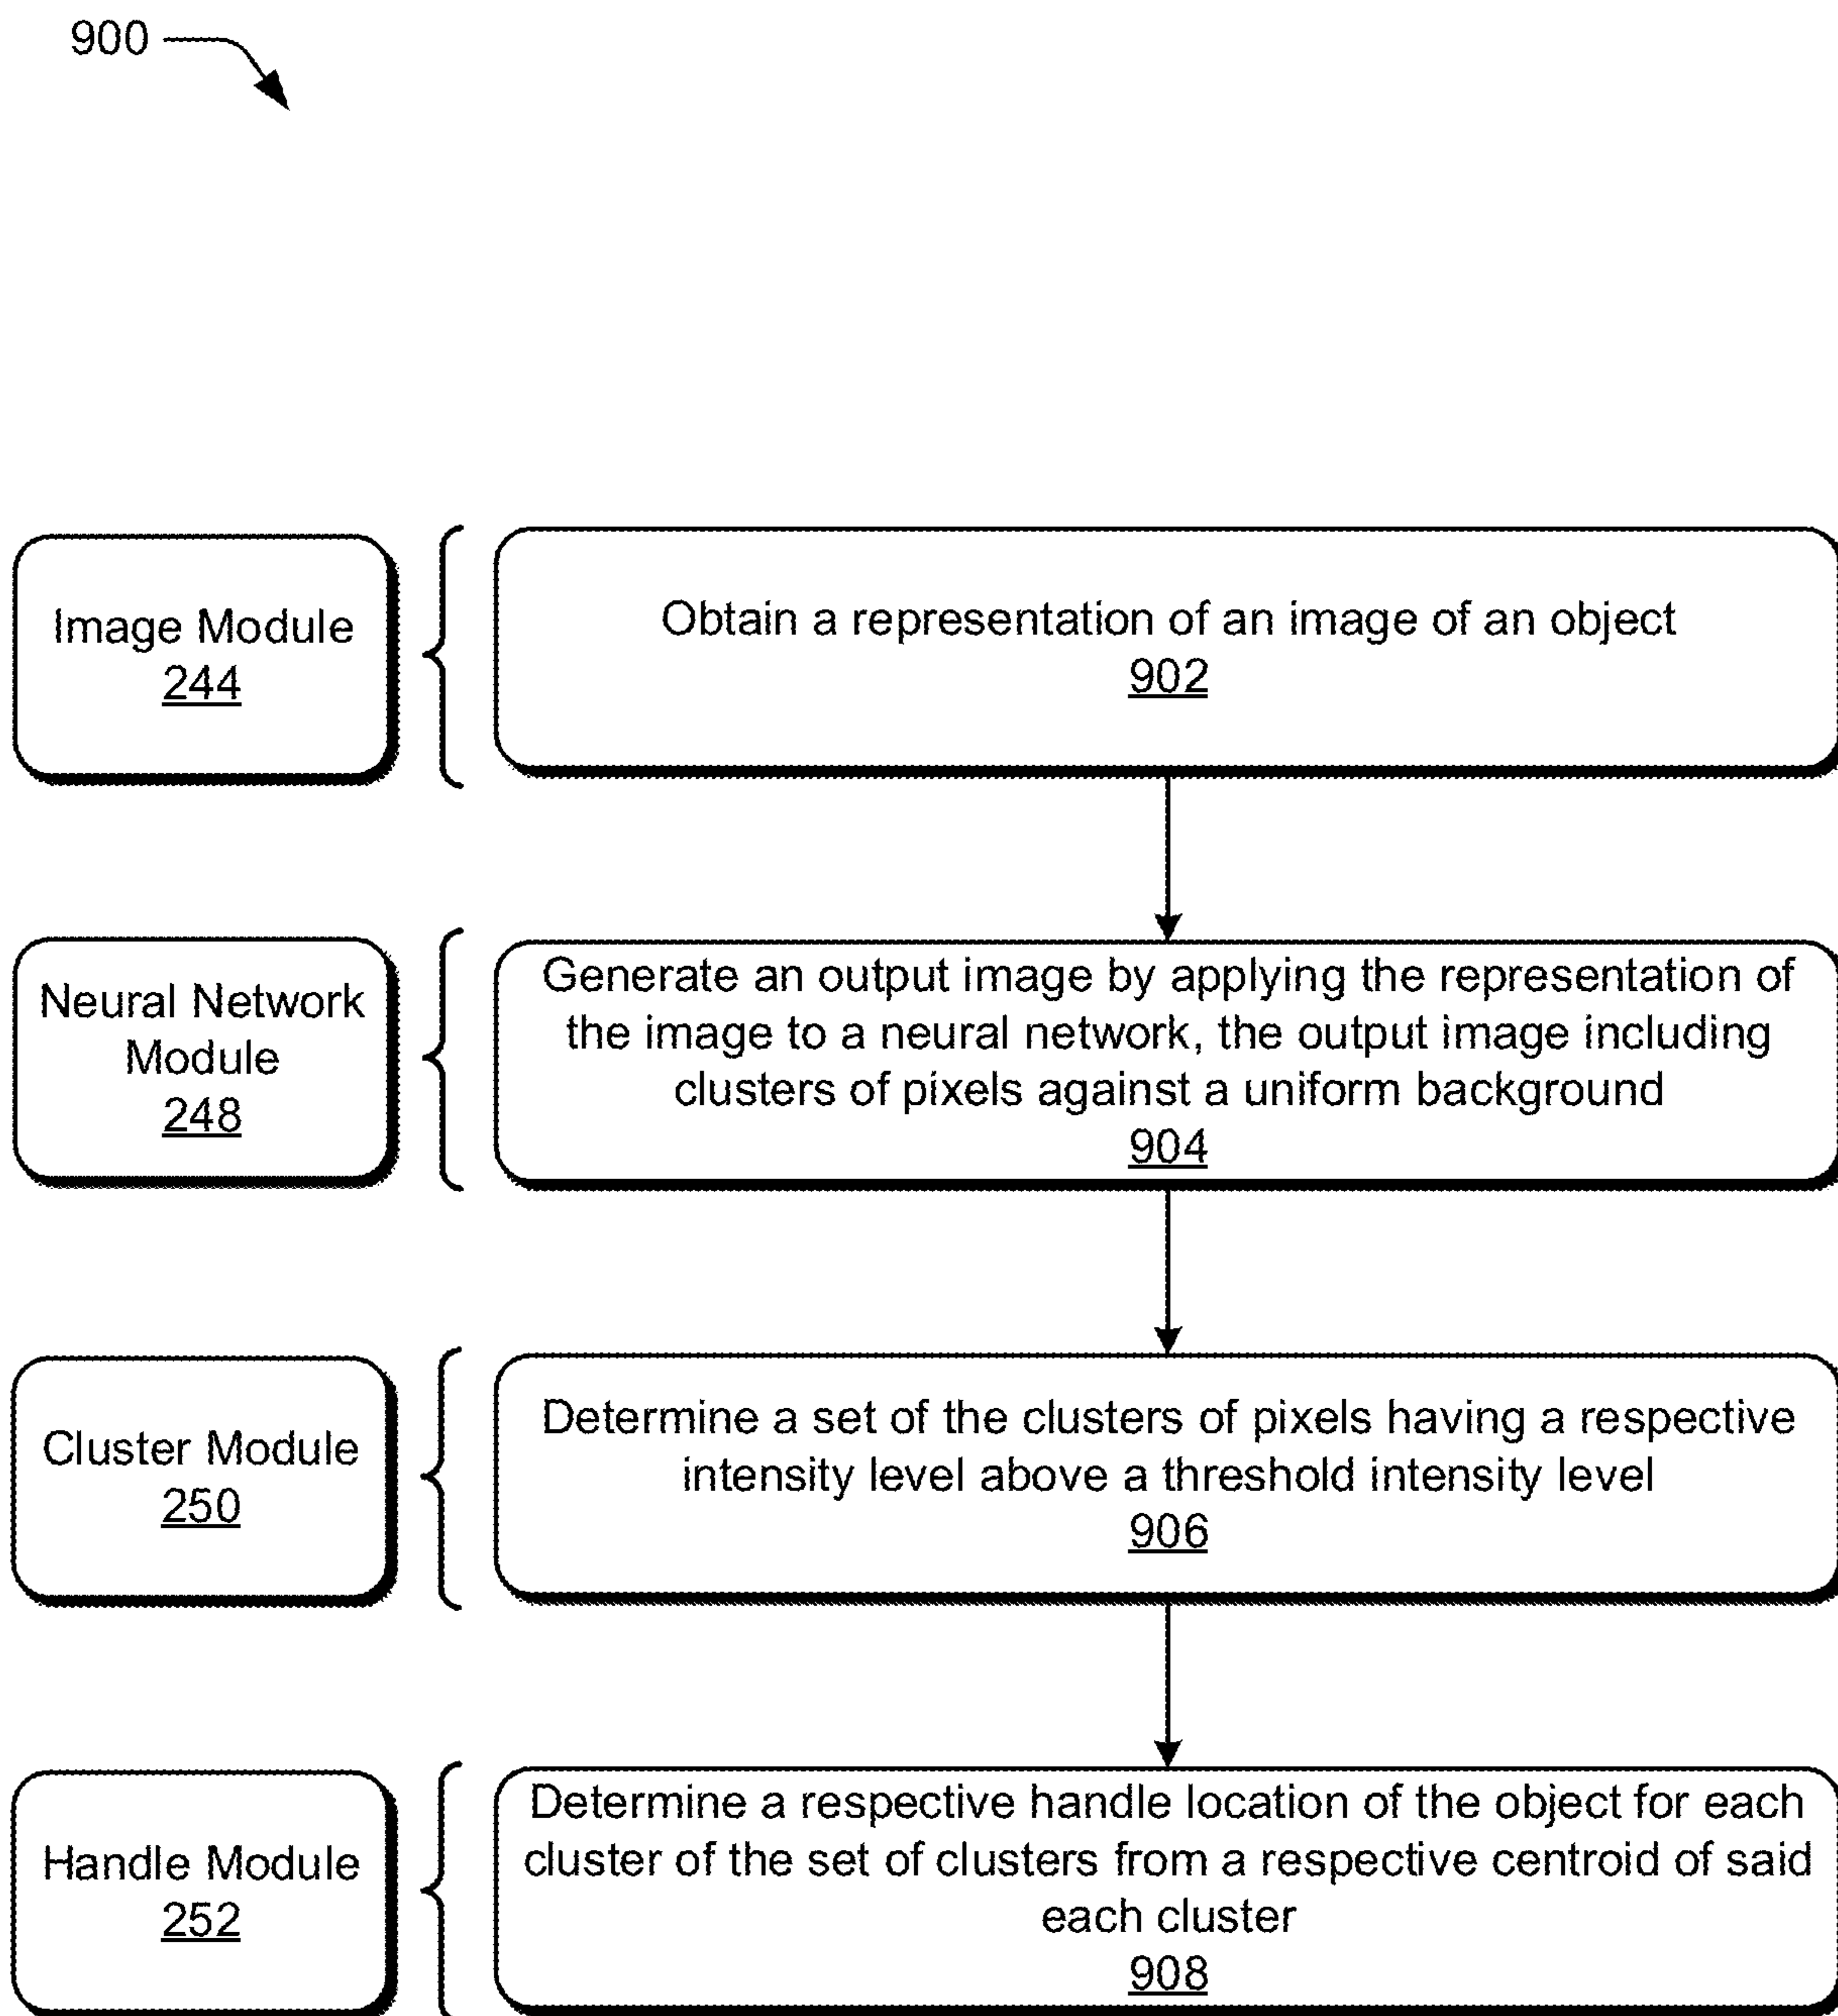 900
Image Module
244
Obtain a representation of an image of an object
902
Neural Network
Module
248
Generate an output image by applying the representation of
the image to a neural network, the output image including
clusters of pixels against a uniform background
904
Cluster Module
250
Determine a set of the clusters of pixels having a respective
intensity level above a threshold intensity level
906
Handle Module
252
Determine a respective handle location of the object for each
cluster of the set of clusters from a respective centroid of said
each cluster
908